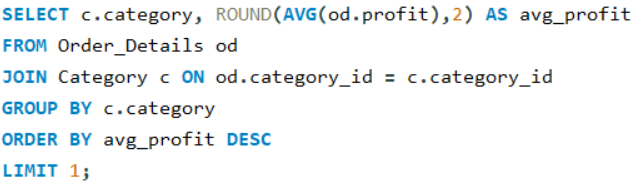 SELECT c.category, ROUND(AVG(od.profit),2) AS avg_profit
FROM Order_Details od
JOIN Category c ON od.category_id = c.category_id
GROUP BY c.category
ORDER BY avg_profit DESC
LIMIT 1;